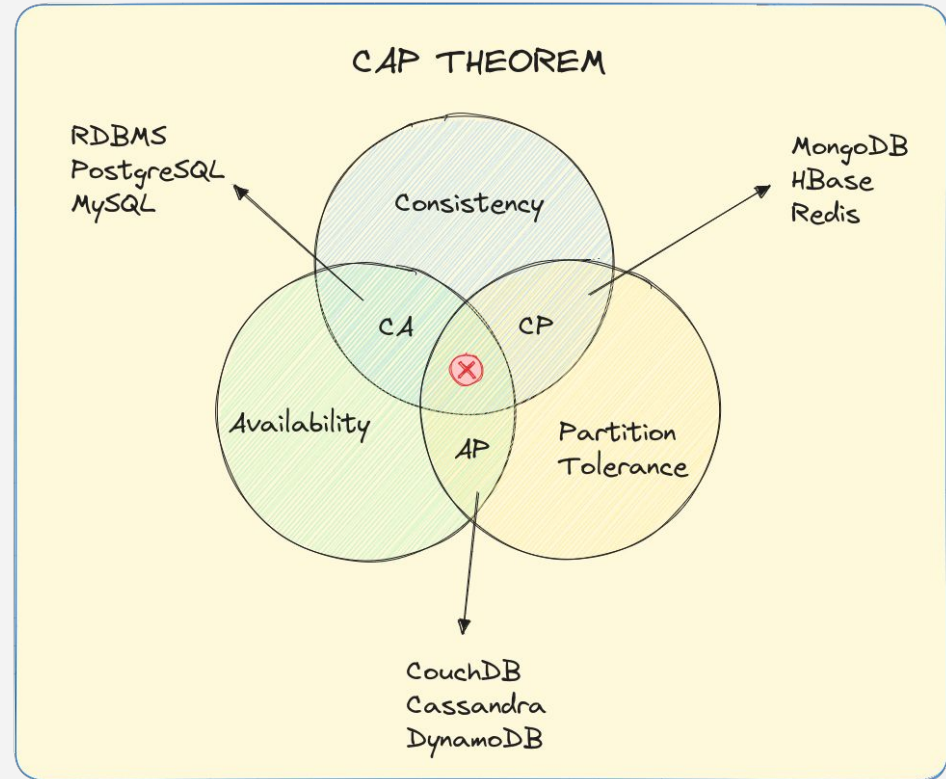 CAP THEOREM
RDBMS
PostgreSQL
MySQL
MongoDB
HBase
Redis
Consistency
CA
CP
Availability
Partition
Tolerance
AP
CouchDB
Cassandra
DynamoDB